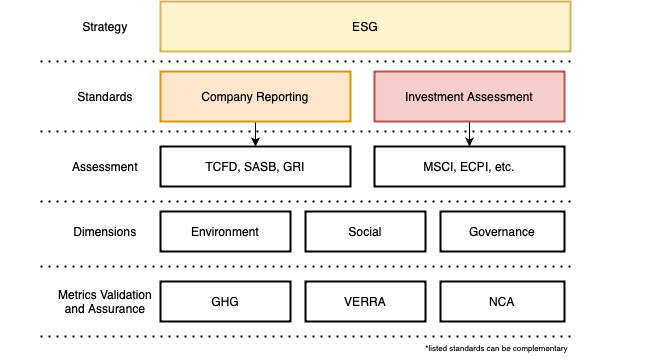 Strategy
ESG
Standards
Company Reporting
Investment Assessment
Assessment
TCFD, SASB, GRI
MSCI, ECPI, etc.
Dimensions
Environment
Social
Governance
Metrics Validation
and Assurance
GHG
VERRA
NCA
*listed standards can be complementary